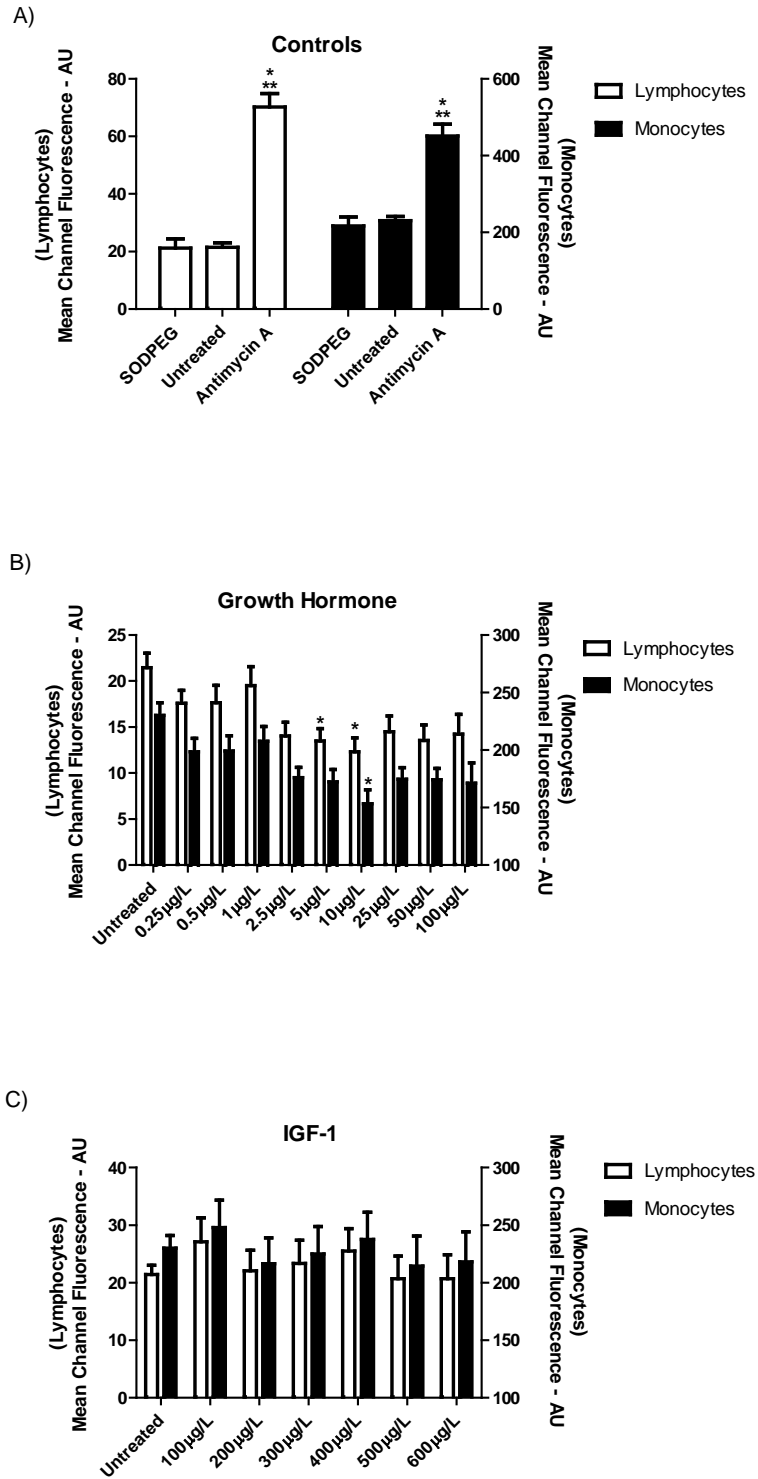 A)
Controls
(Lymphocytes)
Mean Channel Fluorescence - AU
80
60
40
20
0
600
400
200
0
Mean Channel Fluorescence - AU
(Monocytes)
* 
**
*
**
SODPEG
Untreated
Antimycin A
SODPEG
Untreated
Antimycin A
Lymphocytes
Monocytes
B)
Growth Hormone
(Lymphocytes)
Mean Channel Fluorescence - AU
25
20
15
10
5
0
300
250
200
150
100
Mean Channel Fluorescence - AU
(Monocytes)
*
*
*
Untreated
0.25µg/L
0.5µg/L
1µg/L
2.5µg/L
5µg/L
10µg/L
25µg/L
50µg/L
100µg/L
Lymphocytes
Monocytes
C)
IGF-1
(Lymphocytes)
Mean Channel Fluorescence - AU
40
30
20
10
0
300
250
200
150
100
Mean Channel Fluorescence - AU
(Monocytes)
Untreated
100µg/L
200µg/L
300µg/L
400µg/L
500µg/L
600µg/L
Lymphocytes
Monocytes